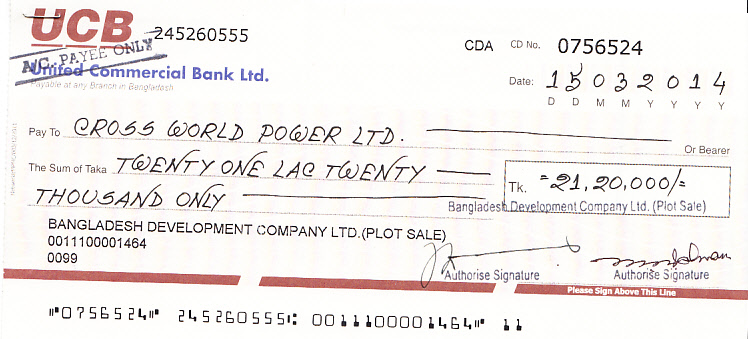 UCB 245260555
A/C. PAYEE ONLY
United Commercial Bank Ltd.
Payable at any Branch in Bangladesh
CDA CD No. 0756524
Date: 15032014
D D M M Y Y Y Y
Pay To CROSS WORLD POWER LTD. Or Bearer
The Sum of Taka TWENTY ONE LAC TWENTY
THOUSAND ONLY
Tk. =21,20,000/=
Bangladesh Development Company Ltd. (Plot Sale)
BANGLADESH DEVELOPMENT COMPANY LTD.(PLOT SALE)
0011100001464
0099
Authorise Signature Authorise Signature
Please Sign Above This Line
⑈0756524⑈ 245260555⑆ 0011100001464⑈ 11